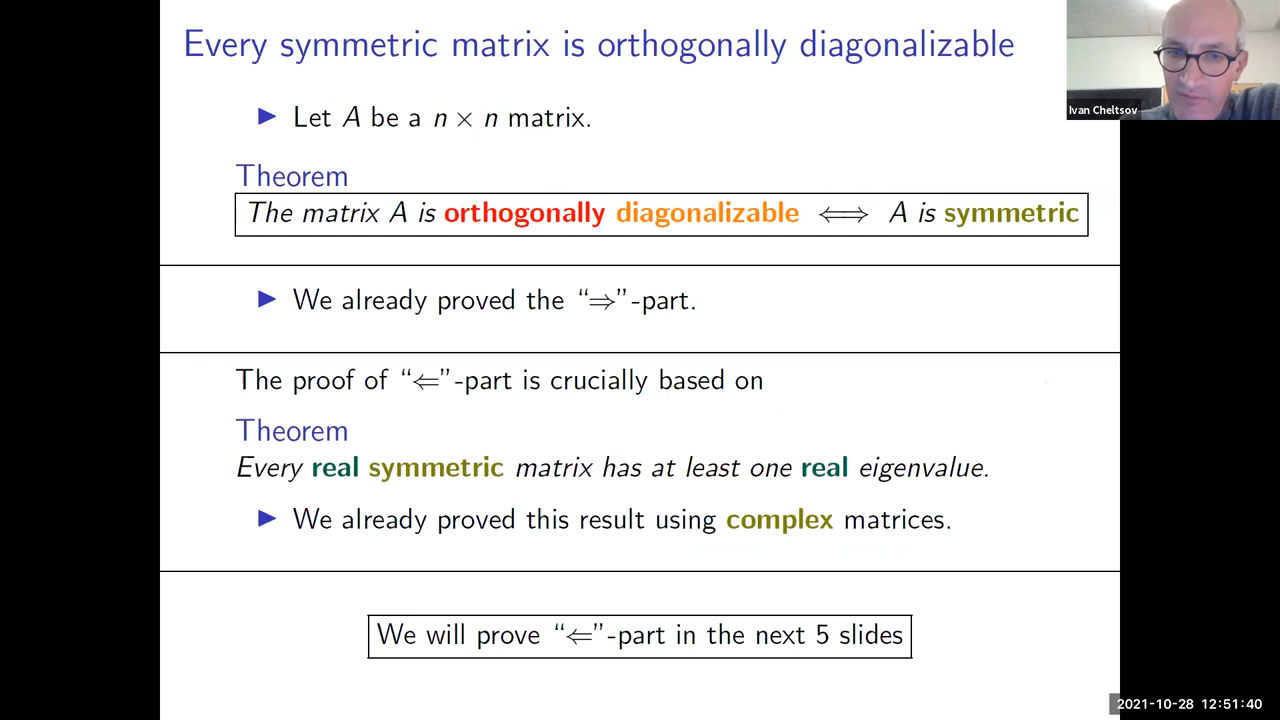 Every symmetric matrix is orthogonally diagonalizable
Ivan Cheltsov
▶ Let A be a n × n matrix.
Theorem
The matrix A is orthogonally diagonalizable ⟺ A is symmetric
▶ We already proved the “⇒”-part.
The proof of “⇐”-part is crucially based on
Theorem
Every real symmetric matrix has at least one real eigenvalue.
▶ We already proved this result using complex matrices.
We will prove “⇐”-part in the next 5 slides
2021-10-28 12:51:40